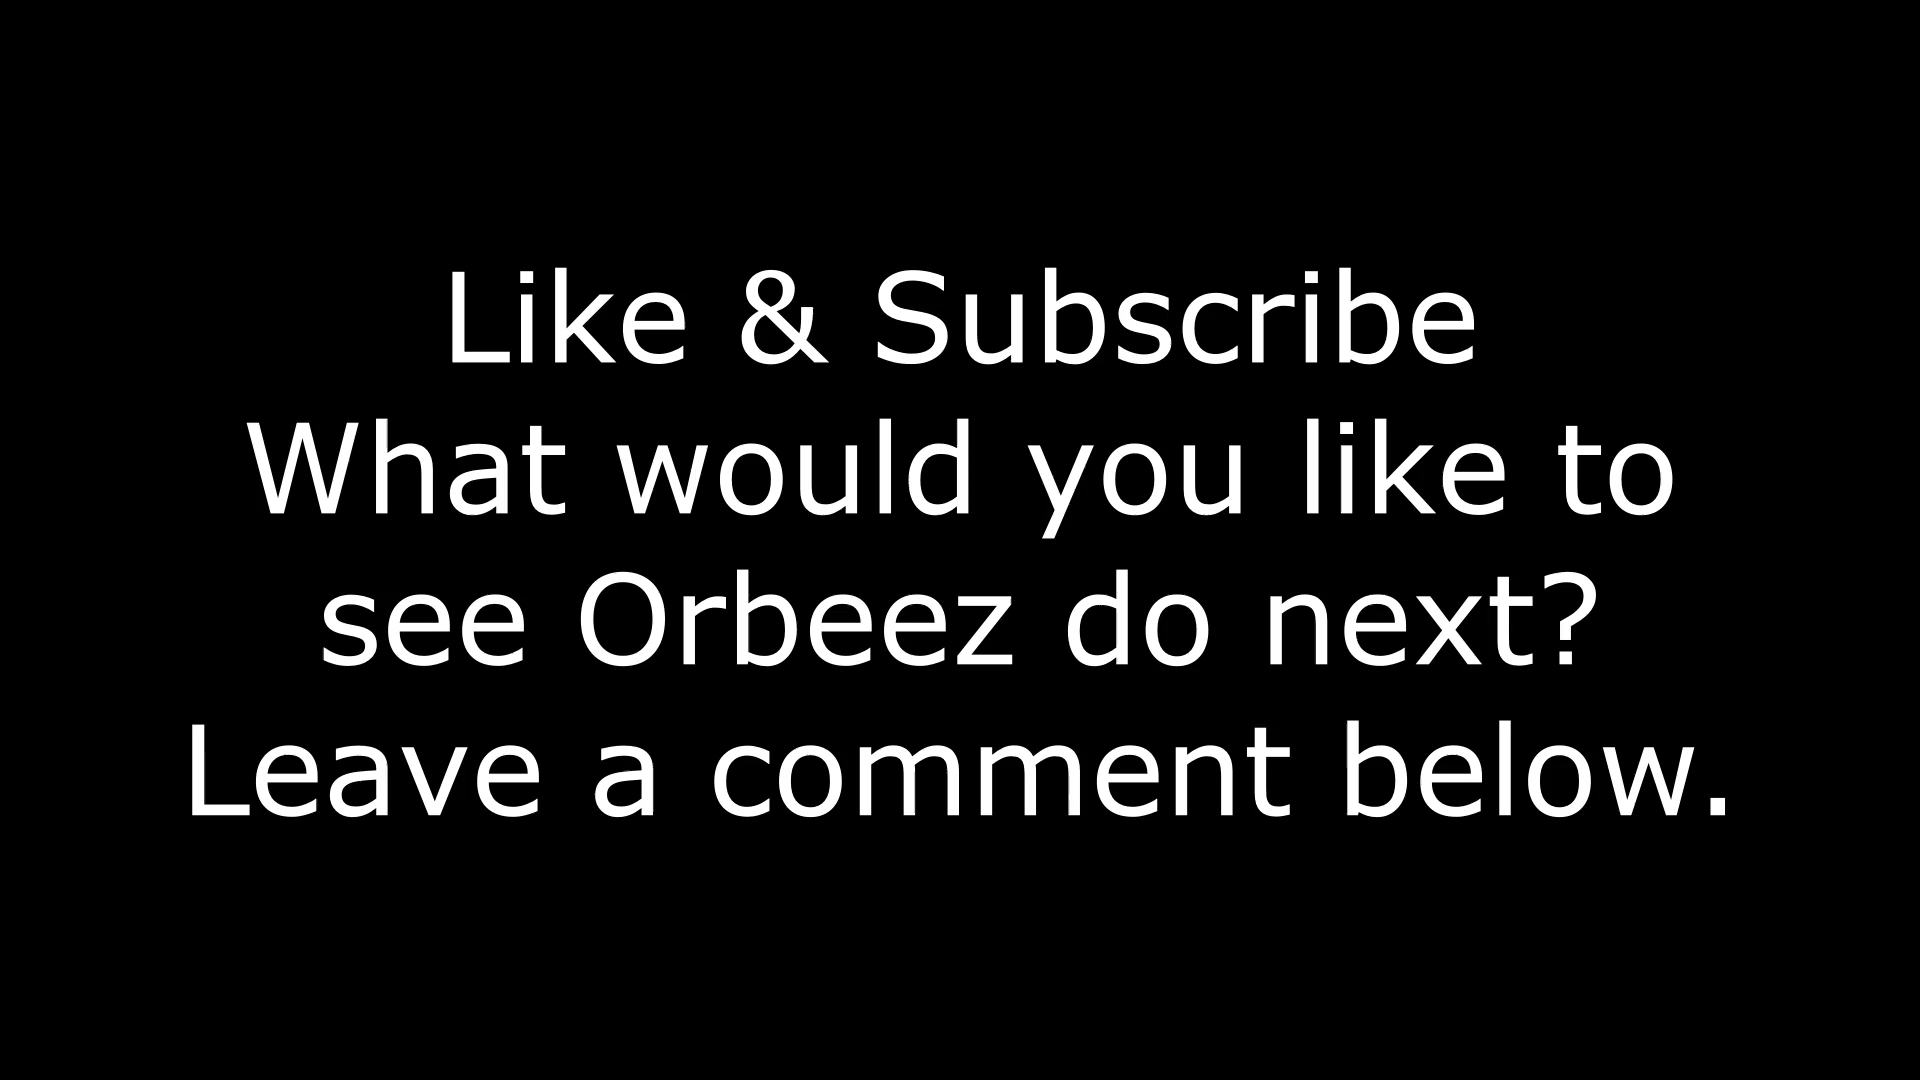 Like & Subscribe
What would you like to
see Orbeez do next?
Leave a comment below.